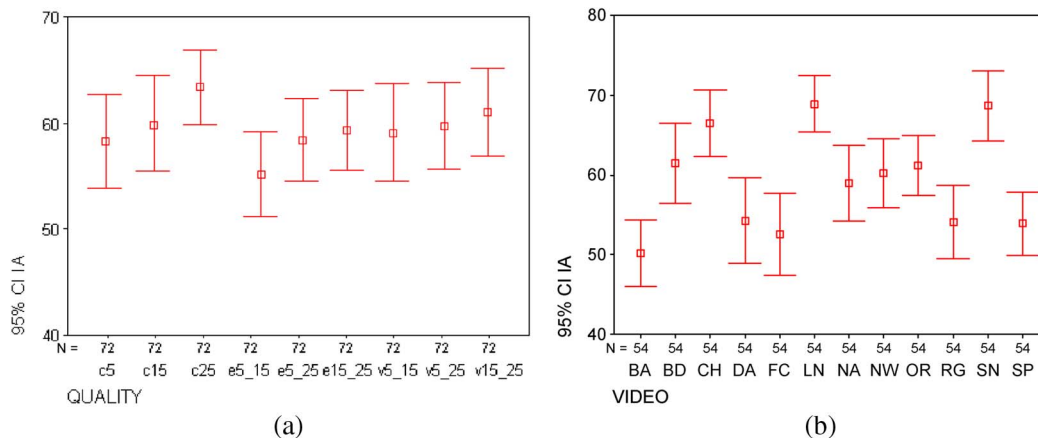 70
60
50
40
95% CI IA
N = 72 72 72 72 72 72 72 72 72
c5 c15 c25 e5_15 e5_25 e15_25 v5_15 v5_25 v15_25
QUALITY
(a)
80
70
60
50
40
95% CI IA
N = 54 54 54 54 54 54 54 54 54 54 54 54
BA BD CH DA FC LN NA NW OR RG SN SP
VIDEO
(b)